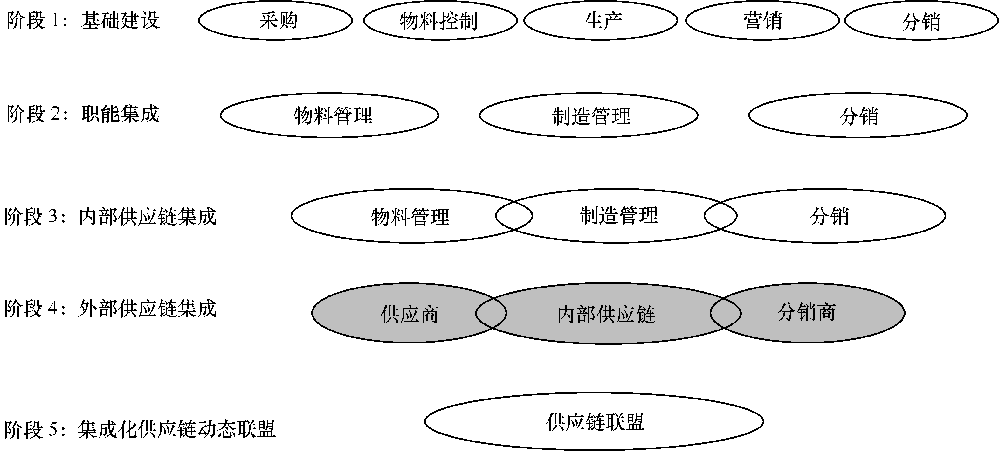 阶段 1：基础建设 采购 物料控制 生产 营销 分销
阶段 2：职能集成 物料管理 制造管理 分销
阶段 3：内部供应链集成 物料管理 制造管理 分销
阶段 4：外部供应链集成 供应商 内部供应链 分销商
阶段 5：集成化供应链动态联盟 供应链联盟